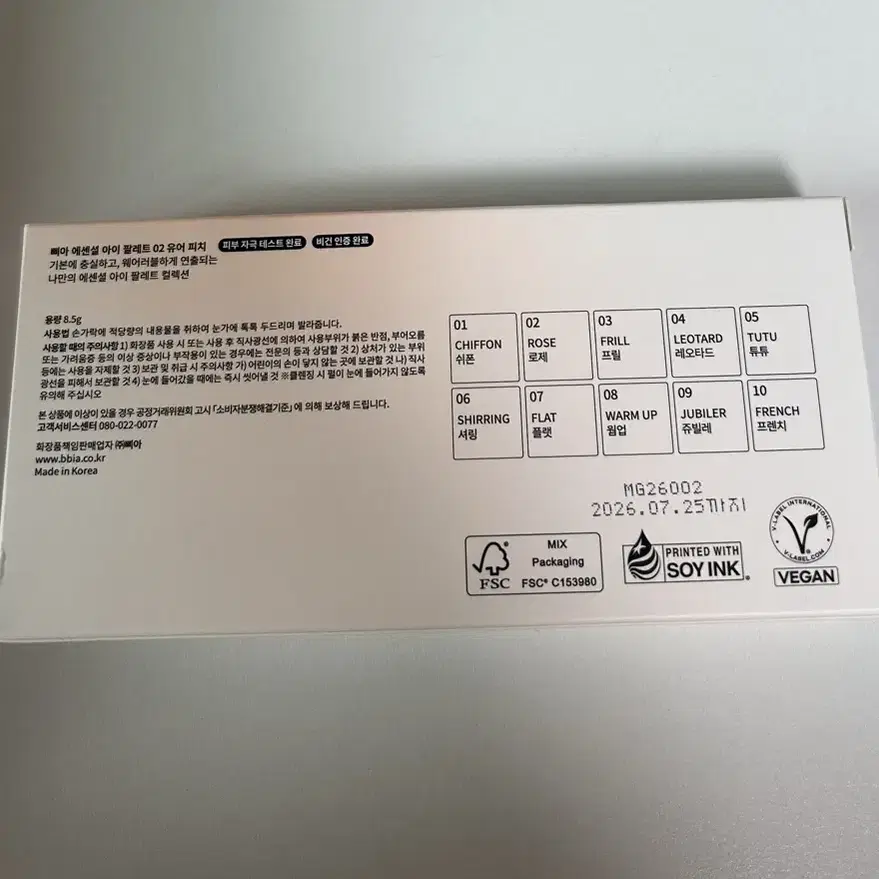 삐아 에센셜 아이 팔레트 02 유어 피치 피부 자극 테스트 완료 비건 인증 완료
기본에 충실하고, 웨어러블하게 연출되는
나만의 에센셜 아이 팔레트 컬렉션
용량 8.5g
사용법 손가락에 적당량의 내용물을 취하여 눈가에 톡톡 두드리며 발라줍니다.
사용할 때의 주의사항 1) 화장품 사용 시 또는 사용 후 직사광선에 의하여 사용부위가 붉은 반점, 부어오름
또는 가려움증 등의 이상 증상이나 부작용이 있는 경우에는 전문의 등과 상담할 것 2) 상처가 있는 부위
등에는 사용을 자제할 것 3) 보관 및 취급 시 주의사항 가) 어린이의 손이 닿지 않는 곳에 보관할 것 나) 직사
광선을 피해서 보관할 것 4) 눈에 들어갔을 때에는 즉시 씻어낼 것 ※클렌징 시 펄이 눈에 들어가지 않도록
유의해 주십시오
본 상품에 이상이 있을 경우 공정거래위원회 고시 「소비자분쟁해결기준」에 의해 보상해 드립니다.
고객서비스센터 080-022-0077
화장품책임판매업자 ㈜삐아
www.bbia.co.kr
Made in Korea
01
CHIFFON
쉬폰
02
ROSE
로제
03
FRILL
프릴
04
LEOTARD
레오타드
05
TUTU
튜튜
06
SHIRRING
셔링
07
FLAT
플랫
08
WARM UP
웜업
09
JUBILER
쥬빌레
10
FRENCH
프렌치
MG26002
2026.07.25까지
FSC
MIX
Packaging
FSC® C153980
PRINTED WITH
SOY INK®
V-LABEL INTERNATIONAL
V-LABEL.COM
VEGAN